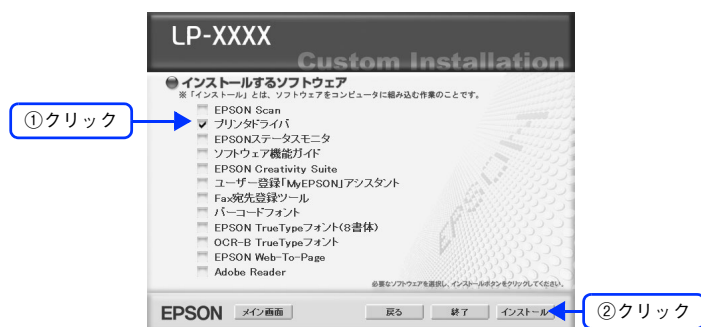 LP-XXXX
Custom Installation
インストールするソフトウェア
※「インストール」とは、ソフトウェアをコンピュータに組み込む作業のことです。
EPSON Scan
①クリック
プリンタドライバ
EPSONステータスモニタ
ソフトウェア機能ガイド
EPSON Creativity Suite
ユーザー登録「MyEPSON」アシスタント
Fax宛先登録ツール
バーコードフォント
EPSON TrueTypeフォント(8書体)
OCR-B TrueTypeフォント
EPSON Web-To-Page
Adobe Reader
EPSON
必要なソフトウェアを選択し、インストールボタンをクリックしてください。
EPSON メイン画面 戻る 終了 インストール
②クリック